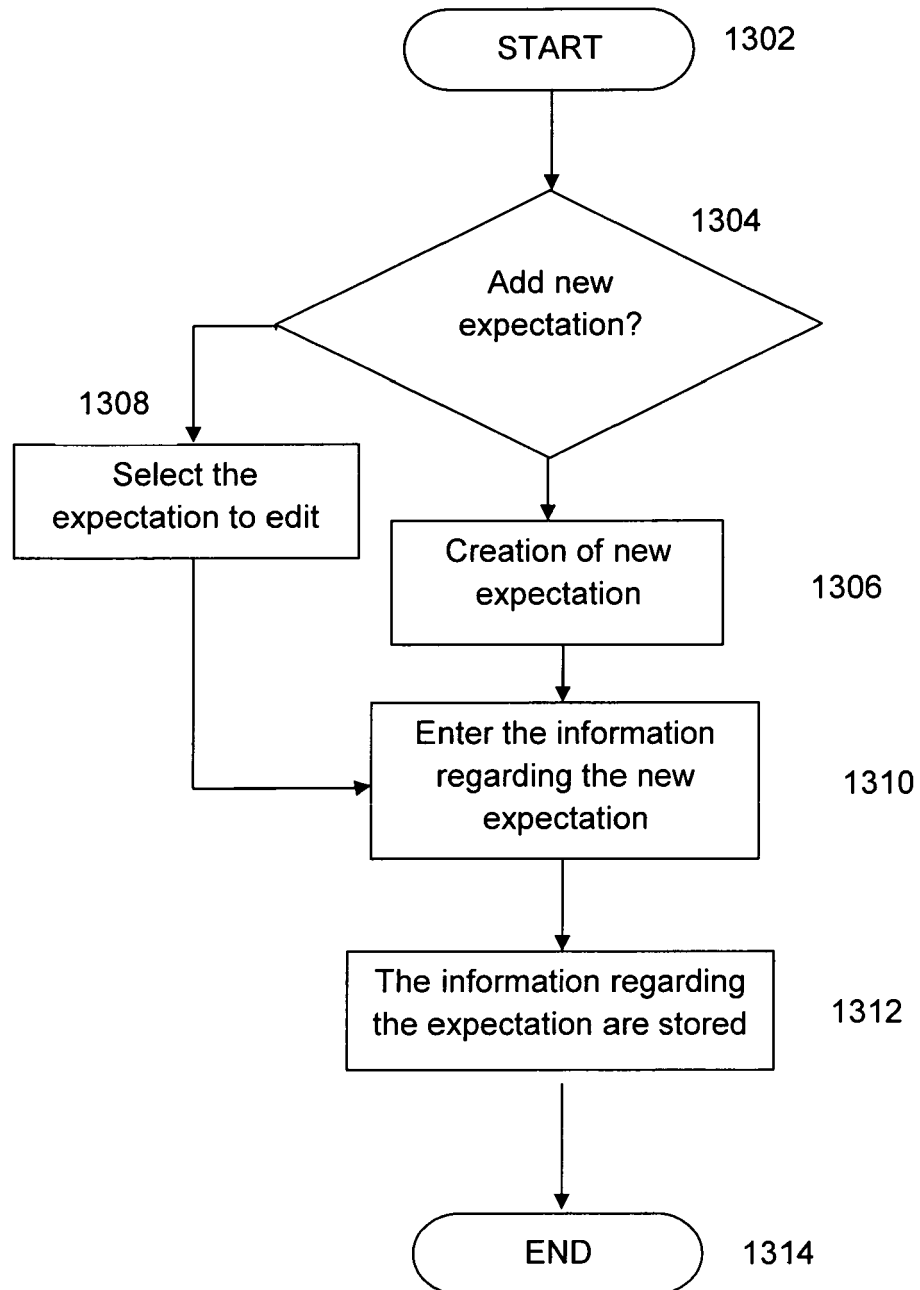 START
1302
1304
Add new
expectation?
1308
Select the
expectation to edit
Creation of new
expectation
1306
Enter the information
regarding the new
expectation
1310
The information regarding
the expectation are stored
1312
END
1314